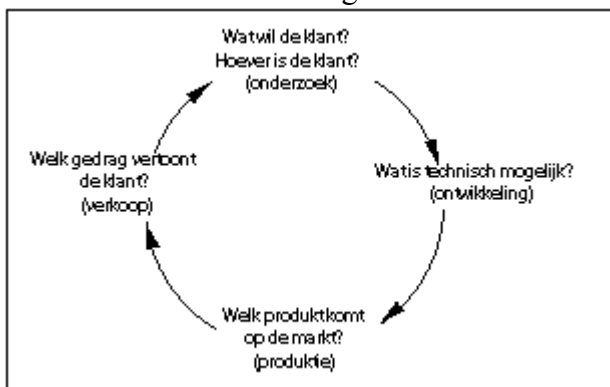 Wat wil de klant?
Hoever is de klant?
(onderzoek)
Wat is technisch mogelijk?
(ontwikkeling)
Welk produkt komt
op de markt?
(produktie)
Welk gedrag vertoont
de klant?
(verkoop)